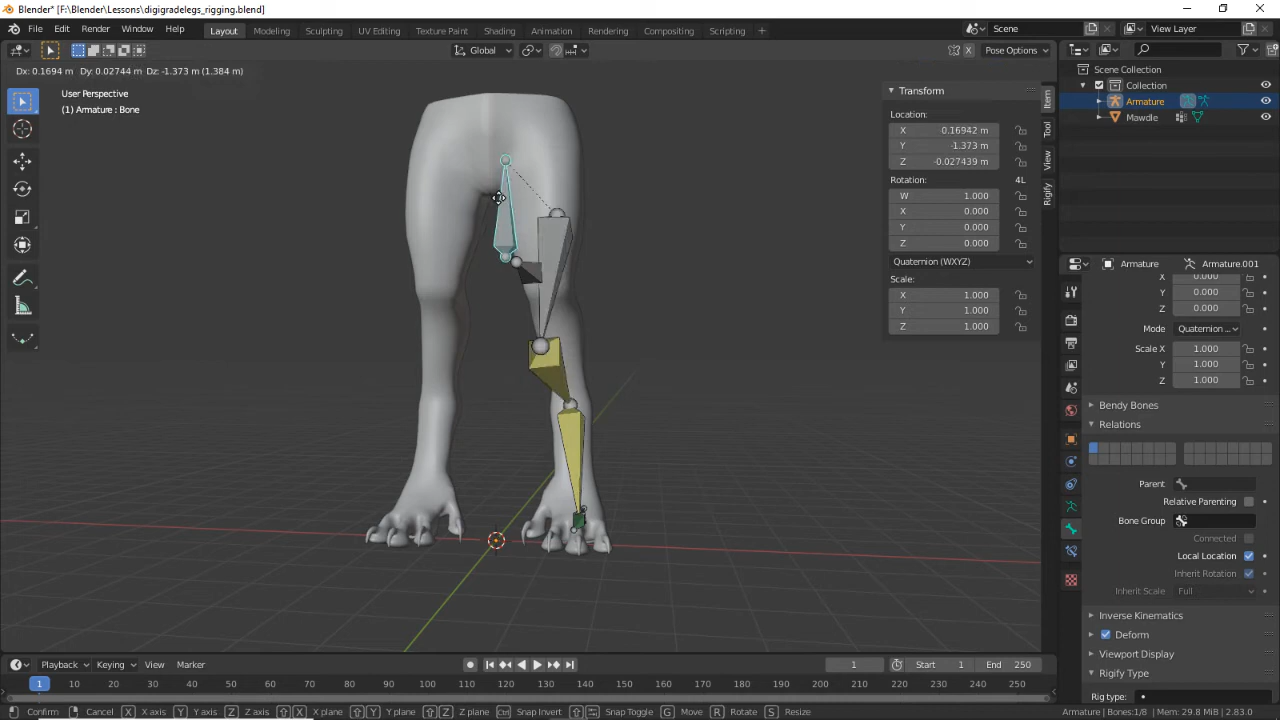 Blender* [F:\Blender\Lessons\digigradelegs_rigging.blend]
File Edit Render Window Help Layout Modeling Sculpting UV Editing Texture Paint Shading Animation Rendering Compositing Scripting + Scene View Layer
Global Pose Options
Dx: 0.1694 m Dy: 0.02744 m Dz: -1.373 m (1.384 m)
User Perspective
(1) Armature : Bone
Transform
Location:
X 0.16942 m
Y -1.373 m
Z -0.027439 m
Rotation: 4L
W 1.000
X 0.000
Y 0.000
Z 0.000
Quaternion (WXYZ)
Scale:
X 1.000
Y 1.000
Z 1.000
Item
Tool
View
Rigify
Scene Collection
Collection
Armature
Mawdle
Armature Armature.001
0.000
Y 0.000
Z 0.000
Mode Quaternion ...
Scale X 1.000
Y 1.000
Z 1.000
Bendy Bones
Relations
Parent
Relative Parenting
Bone Group
Connected
Local Location
Inherit Rotation
Inherit Scale Full
Inverse Kinematics
Deform
Viewport Display
Rigify Type
Rig type:
Playback Keying View Marker 1 Start 1 End 250
1 10 20 30 40 50 60 70 80 90 100 110 120 130 140 150 160 170 180 190 200 210 220 230 240 250
Confirm Cancel X X axis Y Y axis Z Z axis X X plane Y Y plane Z Z plane Ctrl Snap Invert Snap Toggle G Move R Rotate S Resize Armature | Bones:1/8 | Mem: 29.8 MiB | 2.83.0